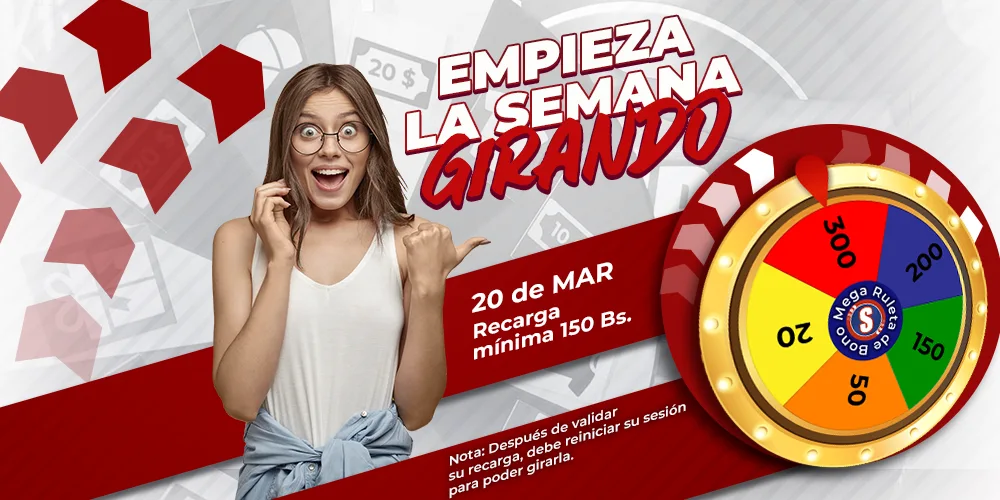 EMPIEZA
LA SEMANA
GIRANDO
20 $
20 de MAR
Recarga
mínima 150 Bs.
Nota: Después de validar
su recarga, debe reiniciar su sesión
para poder girarla.
300
200
150
50
20
Mega Ruleta de Bono
S
10